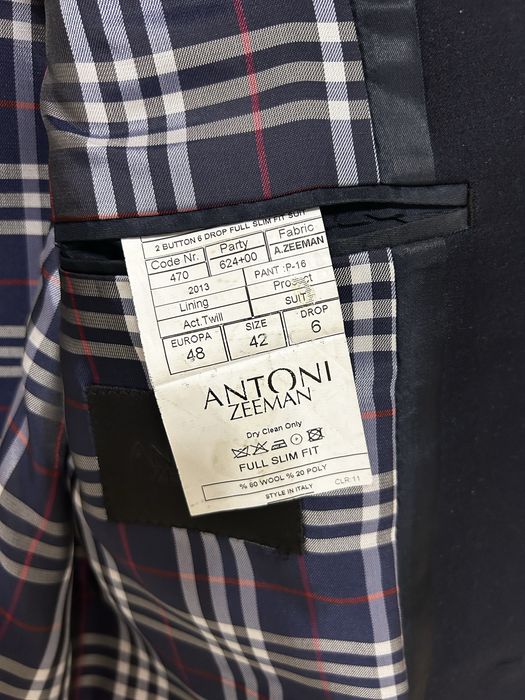 2 BUTTON 6 DROP FULL SLIM FIT SUIT
Code Nr. Party Fabric
470 624+00 A.ZEEMAN
2013 PANT :P-16
Lining Product
Act.Twill SUIT
EUROPA SIZE DROP
48 42 6
ANTONI
ZEEMAN
Dry Clean Only
FULL SLIM FIT
% 60 WOOL % 20 POLY
STYLE IN ITALY CLR:11